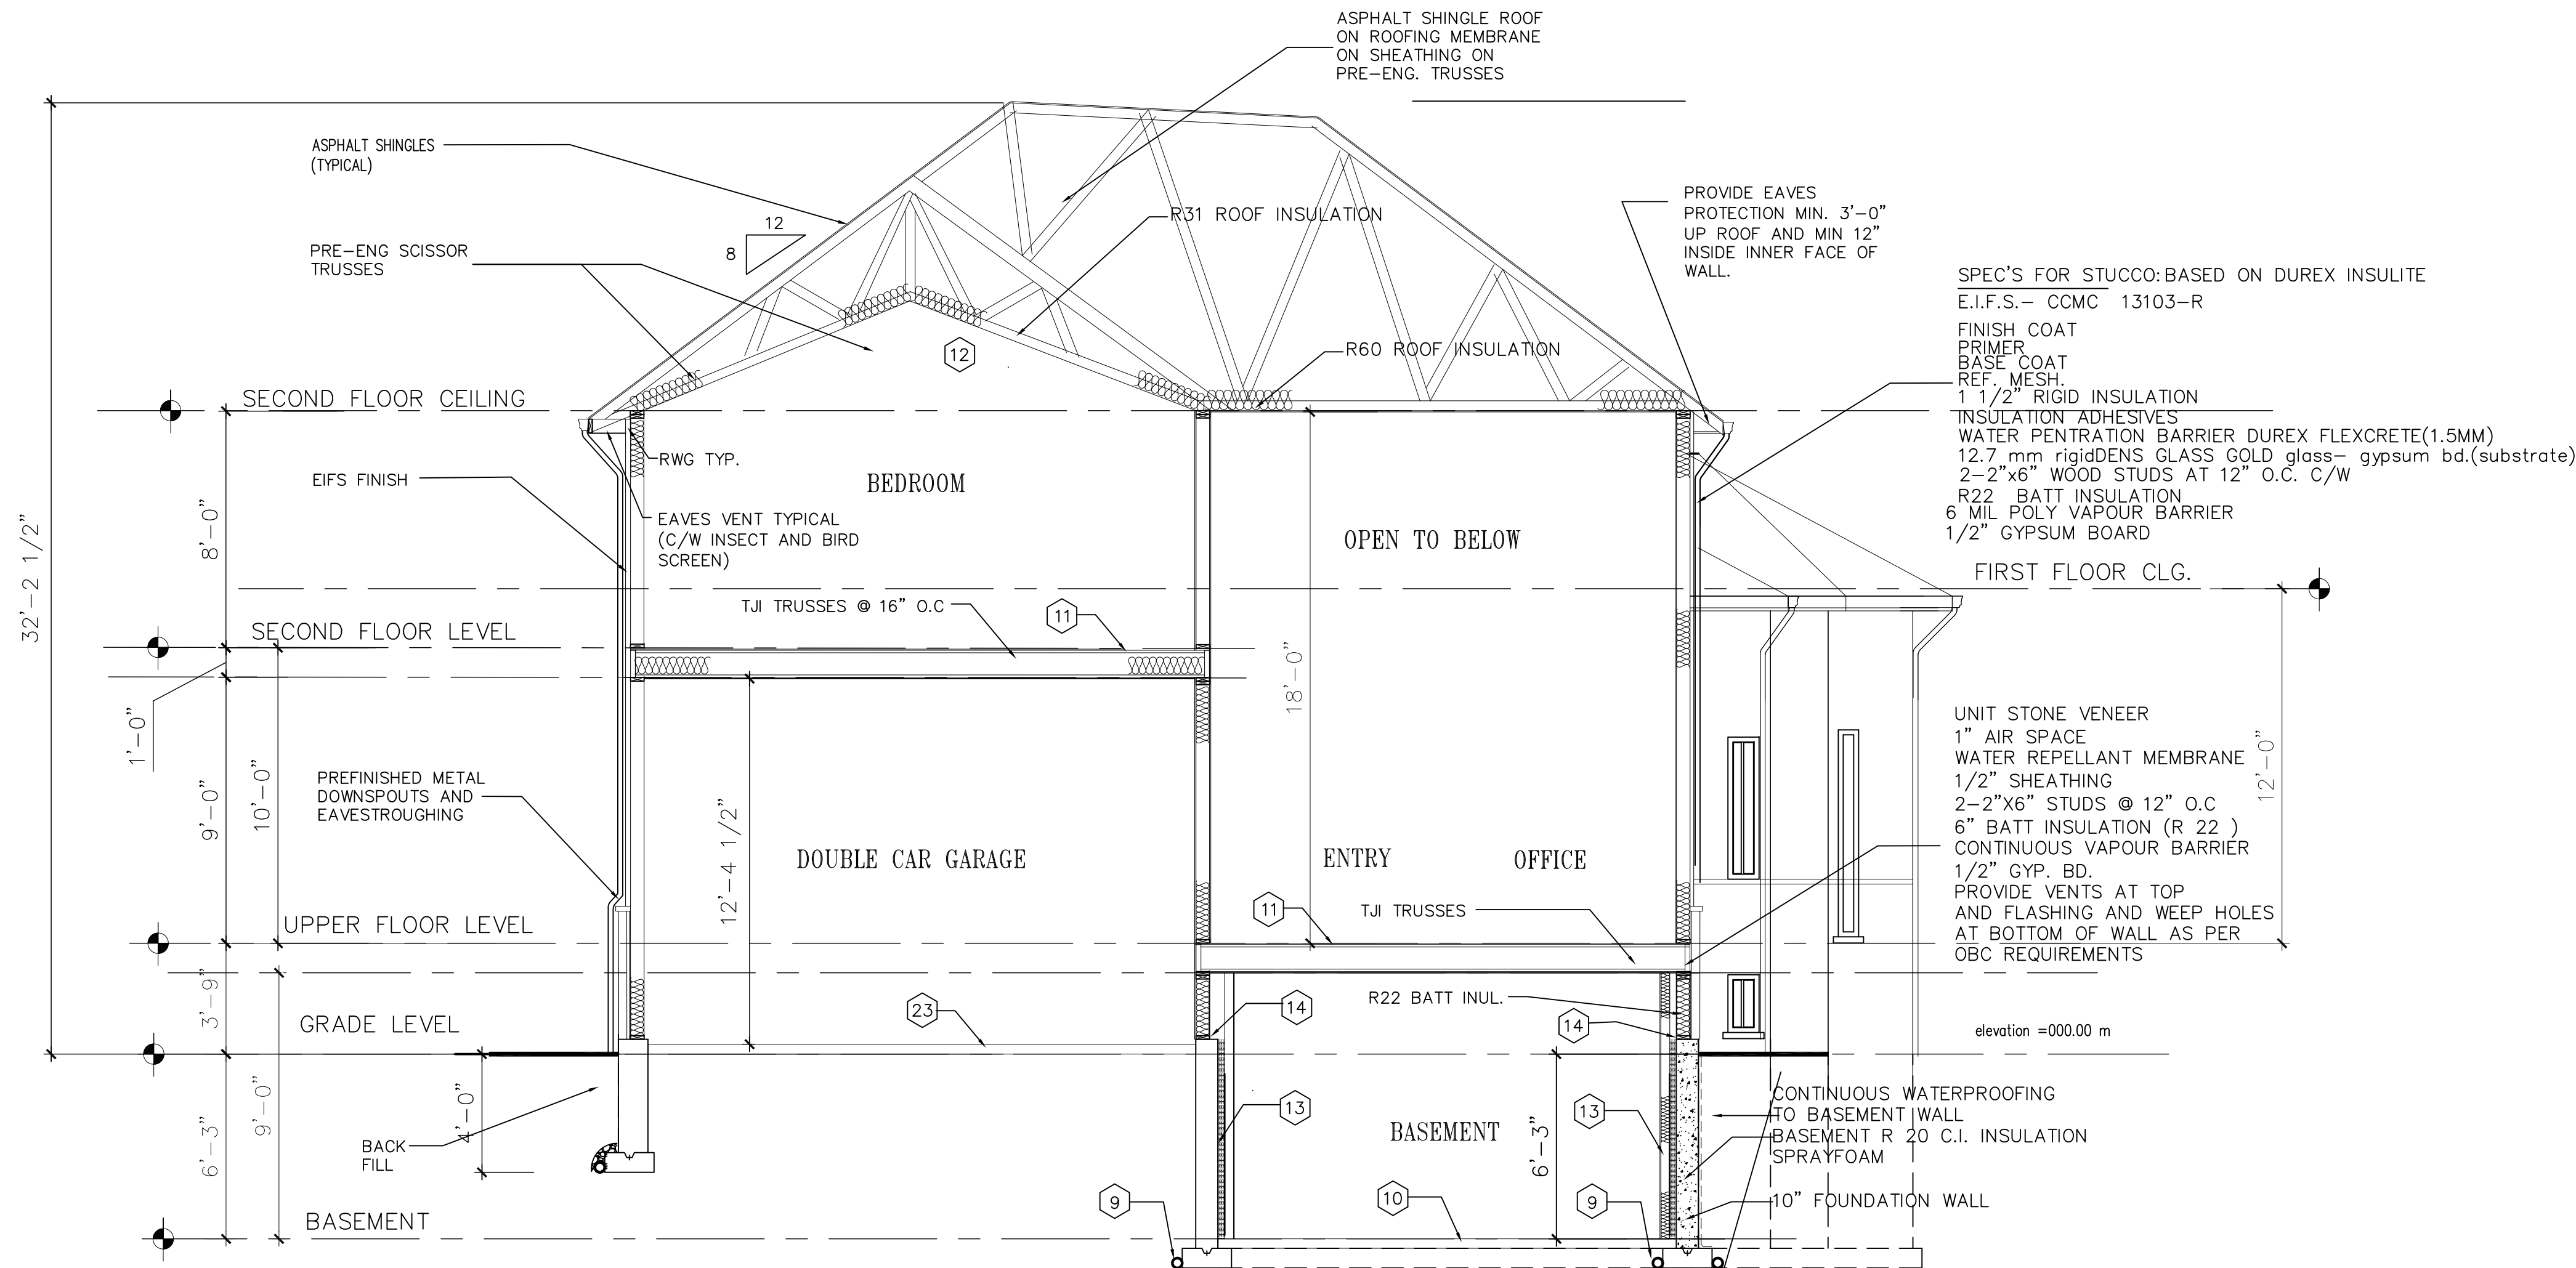 ASPHALT SHINGLE ROOF
ON ROOFING MEMBRANE
ON SHEATHING ON
PRE-ENG. TRUSSES
ASPHALT SHINGLES
(TYPICAL)
12
8
R31 ROOF INSULATION
PROVIDE EAVES
PROTECTION MIN. 3'-0"
UP ROOF AND MIN 12"
INSIDE INNER FACE OF
WALL.
PRE-ENG SCISSOR
TRUSSES
SPEC'S FOR STUCCO: BASED ON DUREX INSULITE
E.I.F.S.- CCMC 13103-R
FINISH COAT
PRIMER
BASE COAT
REF. MESH.
1 1/2" RIGID INSULATION
INSULATION ADHESIVES
WATER PENTRATION BARRIER DUREX FLEXCRETE(1.5MM)
12.7 mm rigidDENS GLASS GOLD glass- gypsum bd.(substrate)
2-2"x6" WOOD STUDS AT 12" O.C. C/W
R22 BATT INSULATION
6 MIL POLY VAPOUR BARRIER
1/2" GYPSUM BOARD
12
R60 ROOF INSULATION
SECOND FLOOR CEILING
RWG TYP.
EIFS FINISH
BEDROOM
EAVES VENT TYPICAL
(C/W INSECT AND BIRD
SCREEN)
OPEN TO BELOW
32'-2 1/2"
8'-0"
FIRST FLOOR CLG.
TJI TRUSSES @ 16" O.C
11
SECOND FLOOR LEVEL
18'-0"
1'-0"
9'-0"
10'-0"
PREFINISHED METAL
DOWNSPOUTS AND
EAVESTROUGHING
12'-4 1/2"
DOUBLE CAR GARAGE
ENTRY
OFFICE
UNIT STONE VENEER
1" AIR SPACE
WATER REPELLANT MEMBRANE
1/2" SHEATHING
2-2"X6" STUDS @ 12" O.C
6" BATT INSULATION (R 22 )
CONTINUOUS VAPOUR BARRIER
1/2" GYP. BD.
PROVIDE VENTS AT TOP
AND FLASHING AND WEEP HOLES
AT BOTTOM OF WALL AS PER
OBC REQUIREMENTS
12'-0"
11
TJI TRUSSES
UPPER FLOOR LEVEL
3'-9"
R22 BATT INUL.
23
14
14
GRADE LEVEL
elevation =000.00 m
6'-3"
9'-0"
4'-0"
BACK
FILL
13
13
BASEMENT
6'-3"
CONTINUOUS WATERPROOFING
TO BASEMENT WALL
BASEMENT R 20 C.I. INSULATION
SPRAYFOAM
10" FOUNDATION WALL
9
10
9
BASEMENT